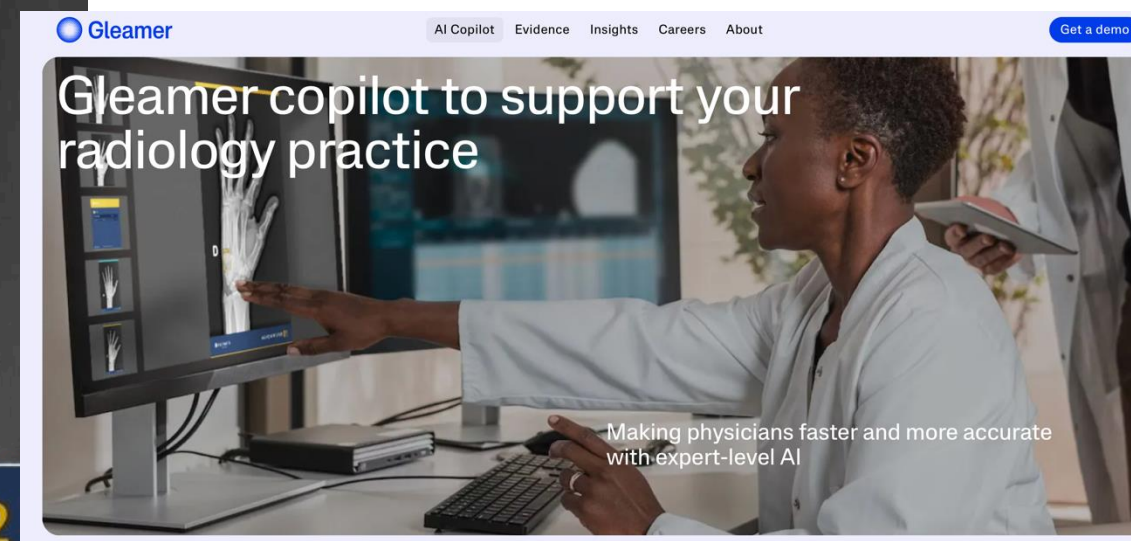 Gleamer
AI Copilot Evidence Insights Careers About
Get a demo
Gleamer copilot to support your
radiology practice
D
Making physicians faster and more accurate
with expert-level AI